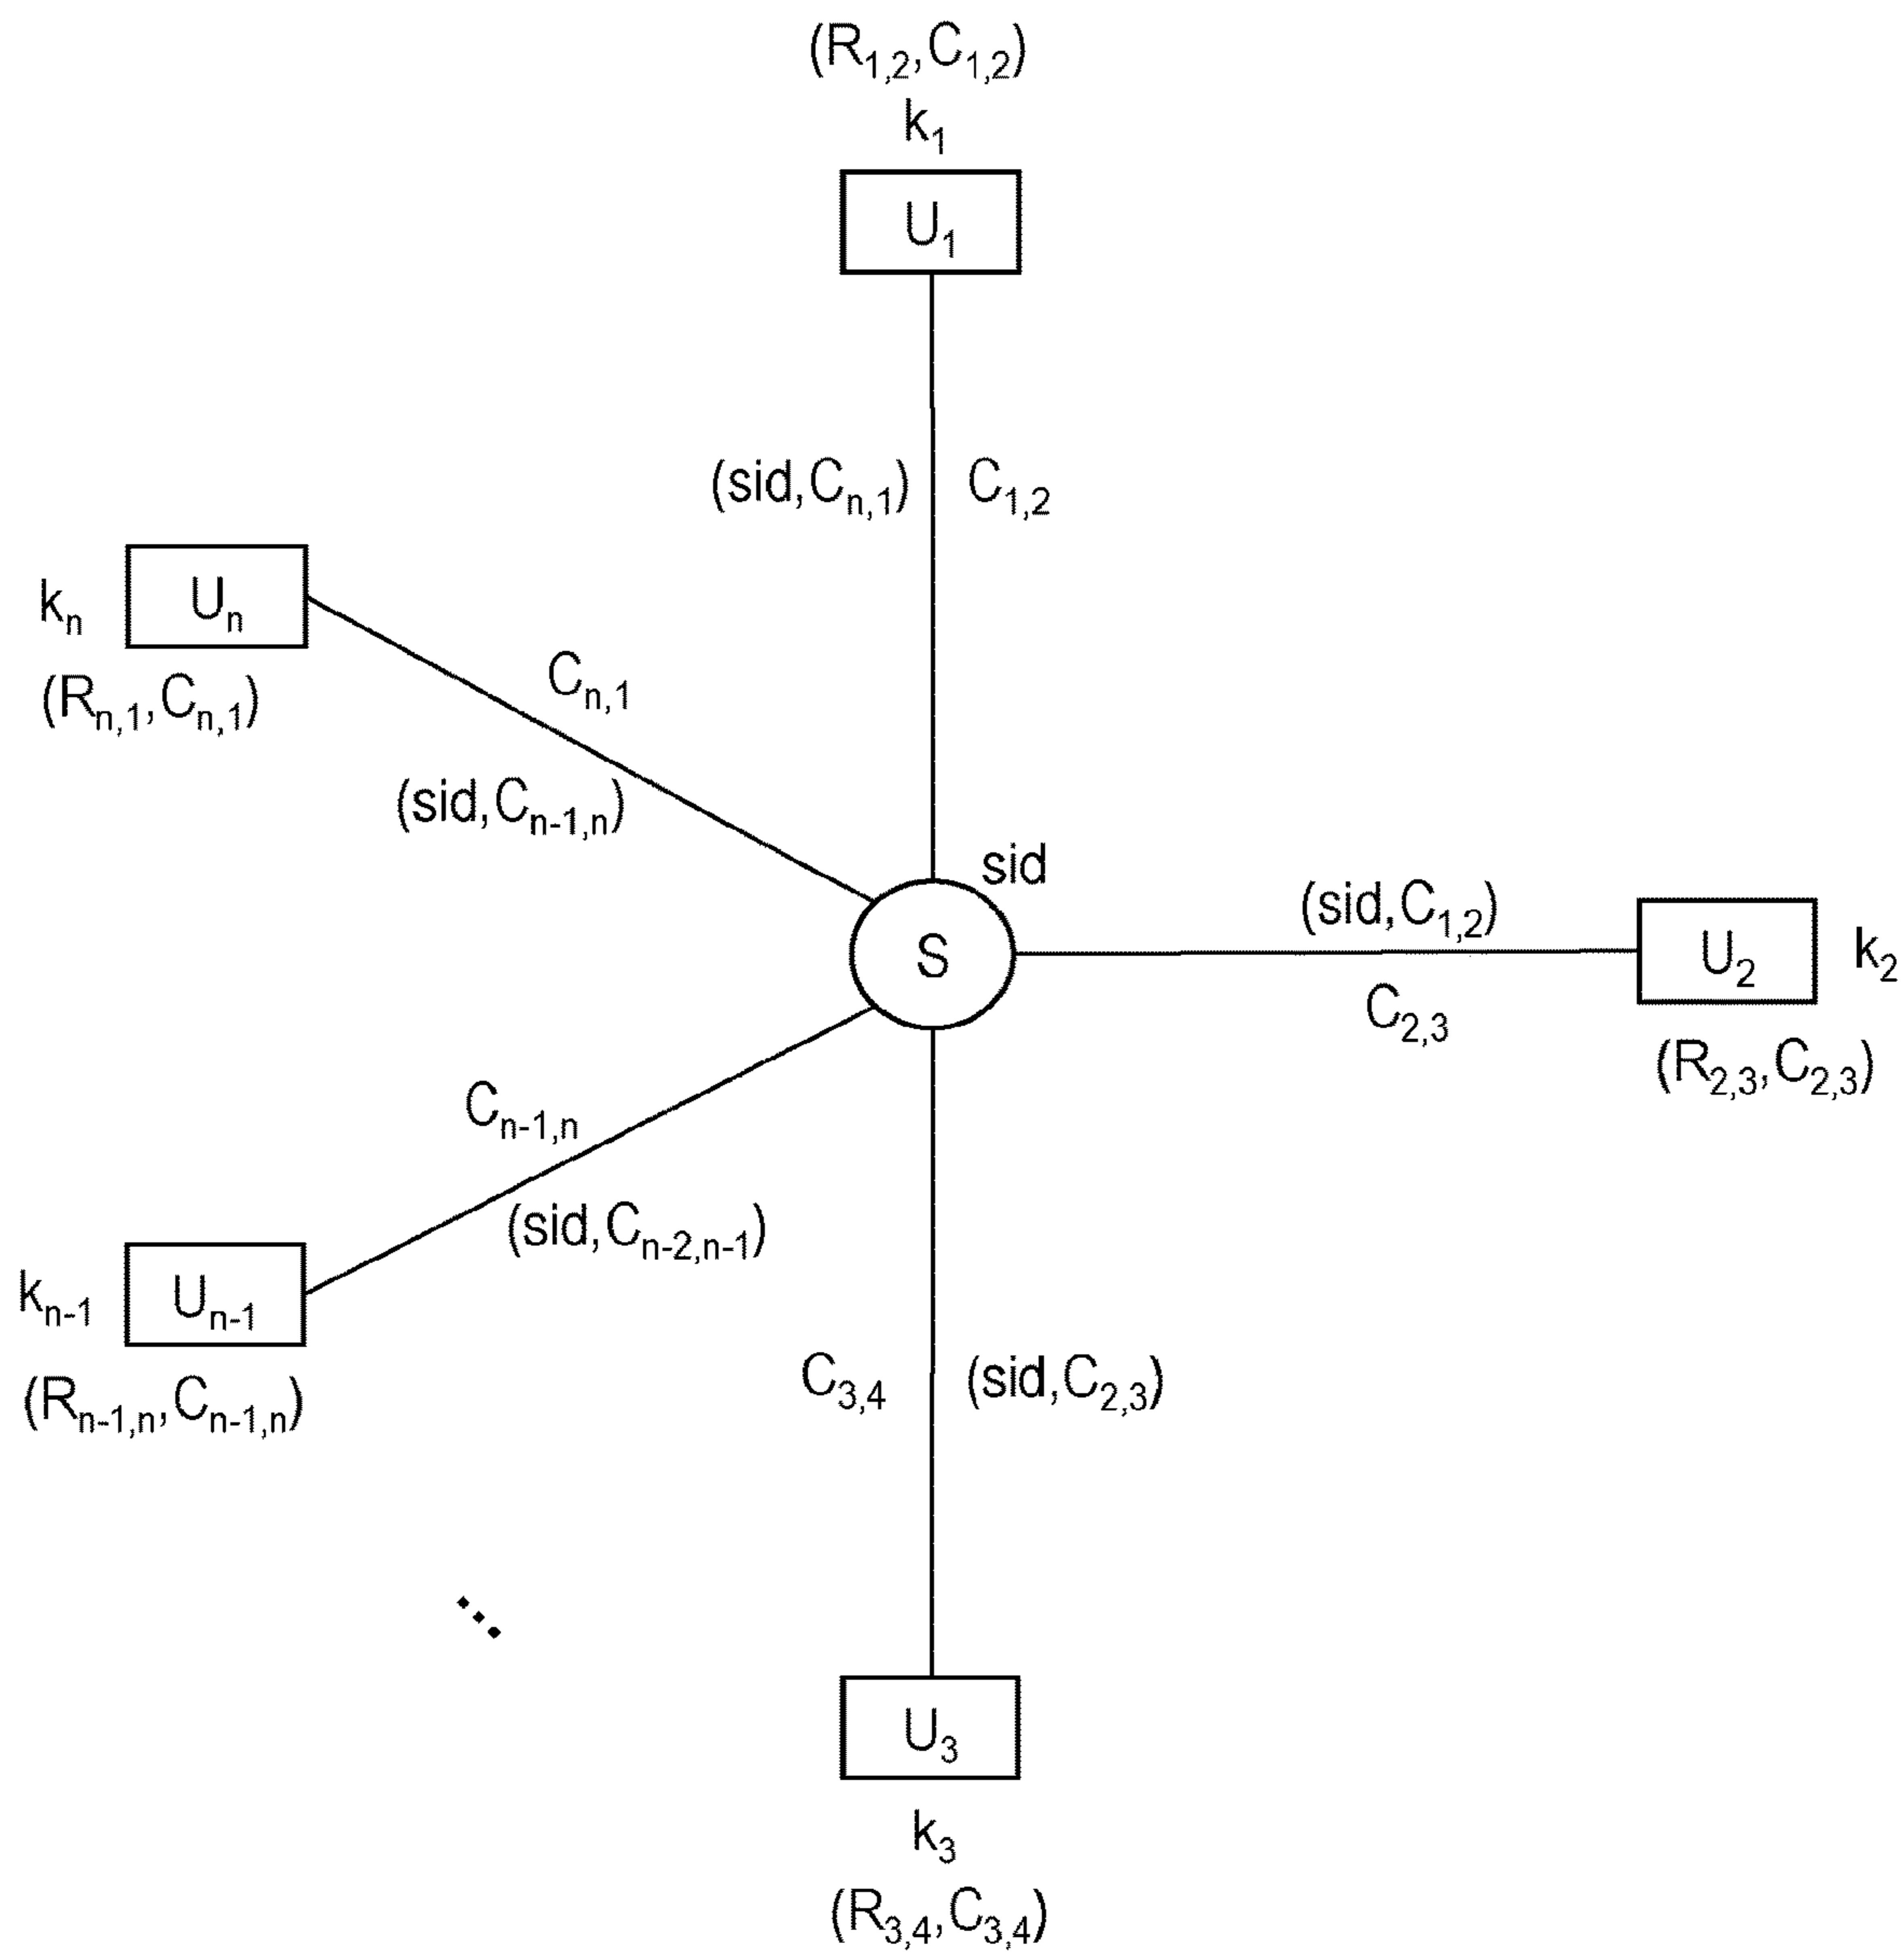 (R1,2,C1,2)
k1
U1
(sid,Cn,1) C1,2
kn Un
(Rn,1,Cn,1)
Cn,1
(sid,Cn-1,n)
sid
S
(sid,C1,2)
C2,3
U2 k2
(R2,3,C2,3)
Cn-1,n
(sid,Cn-2,n-1)
kn-1 Un-1
(Rn-1,n,Cn-1,n)
C3,4 (sid,C2,3)
U3
k3
(R3,4,C3,4)